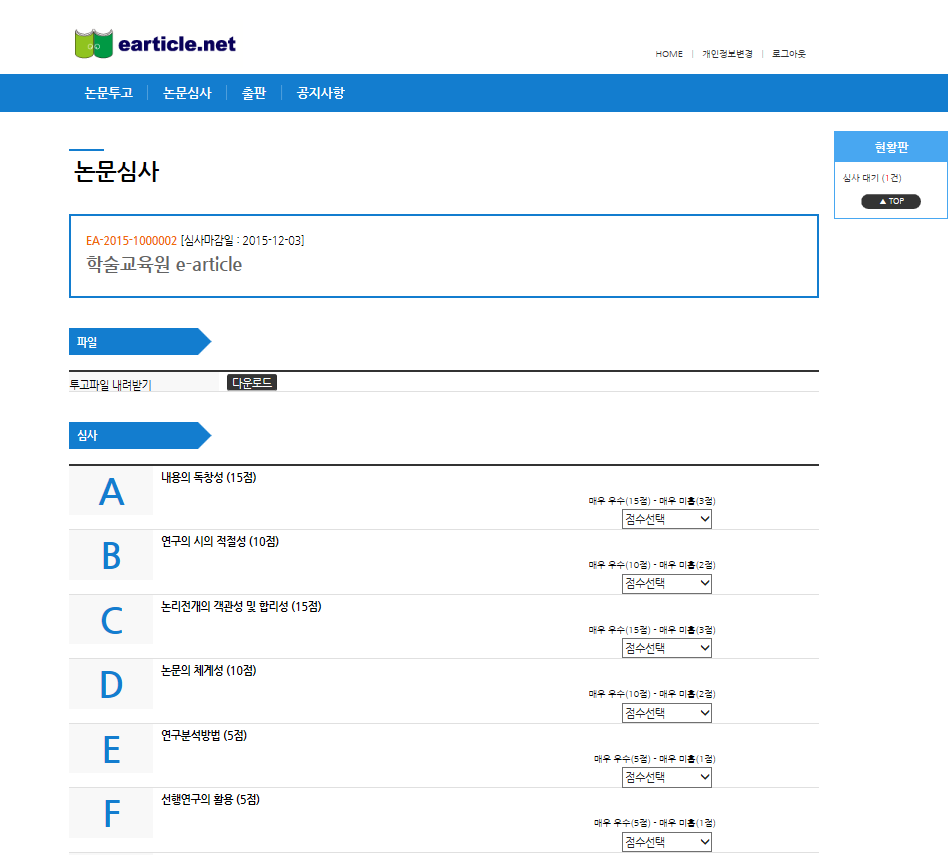 earticle.net
HOME | 개인정보변경 | 로그아웃
논문투고 | 논문심사 | 출판 | 공지사항
현황판
심사 대기 (1건)
▲ TOP
논문심사
EA-2015-1000002 [심사마감일 : 2015-12-03]
학술교육원 e-article
파일
투고파일 내려받기 다운로드
심사
A 내용의 독창성 (15점)
매우 우수(15점) - 매우 미흡(3점)
점수선택
B 연구의 시의 적절성 (10점)
매우 우수(10점) - 매우 미흡(2점)
점수선택
C 논리전개의 객관성 및 합리성 (15점)
매우 우수(15점) - 매우 미흡(3점)
점수선택
D 논문의 체계성 (10점)
매우 우수(10점) - 매우 미흡(2점)
점수선택
E 연구분석방법 (5점)
매우 우수(5점) - 매우 미흡(1점)
점수선택
F 선행연구의 활용 (5점)
매우 우수(5점) - 매우 미흡(1점)
점수선택